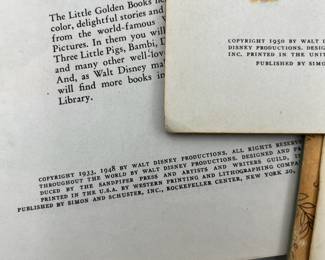 The Little Golden Books
color, delightful stories and
from the world-famous
Pictures. In them you will
Three Little Pigs, Bambi,
and many other well-lov
And, as Walt Disney ma
will find more books in
Library.
COPYRIGHT 1933, 1948 BY WALT DISNEY PRODUCTIONS. ALL RIGHTS RESERVE
THROUGHOUT THE WORLD BY WALT DISNEY PRODUCTIONS. DESIGNED AND PR
DUCED BY THE SANDPIPER PRESS AND ARTISTS AND WRITERS GUILD, I
PRINTED IN THE U.S.A. BY WESTERN PRINTING AND LITHOGRAPHING COMPA
PUBLISHED BY SIMON AND SCHUSTER, INC., ROCKEFELLER CENTER, NEW YORK 20,
COPYRIGHT 1950 BY WALT D
DISNEY PRODUCTIONS. DESIG
INC. PRINTED IN THE UNIT
PUBLISHED BY SIMON